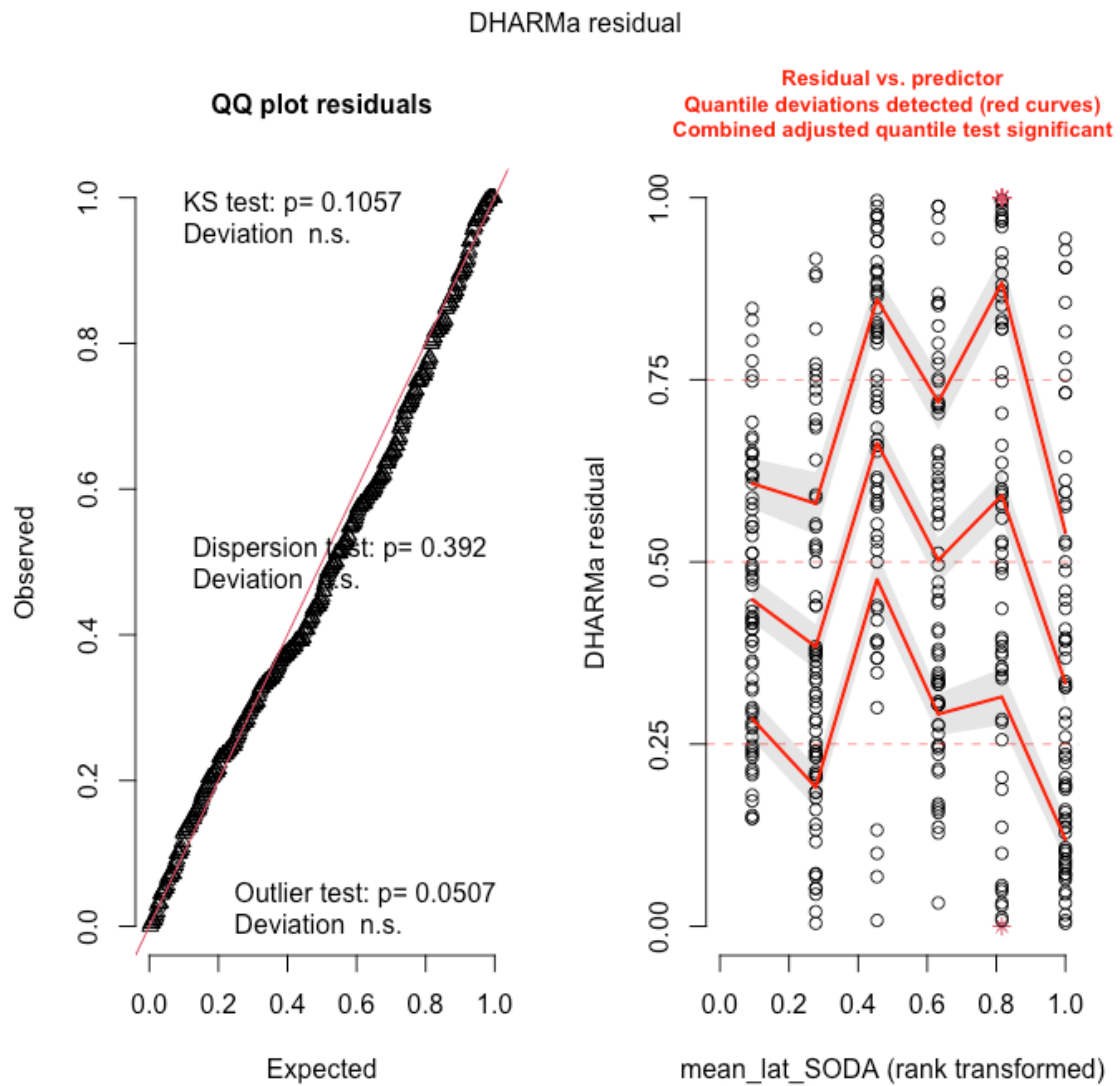 DHARMa residual
QQ plot residuals
KS test: p= 0.1057
Deviation n.s.
Dispersion test: p= 0.392
Deviation n.s.
Outlier test: p= 0.0507
Deviation n.s.
Observed
0.0
0.2
0.4
0.6
0.8
1.0
0.0 0.2 0.4 0.6 0.8 1.0
Expected
Residual vs. predictor
Quantile deviations detected (red curves)
Combined adjusted quantile test significant
DHARMa residual
1.00
0.75
0.50
0.25
0.00
0.0 0.2 0.4 0.6 0.8 1.0
mean_lat_SODA (rank transformed)